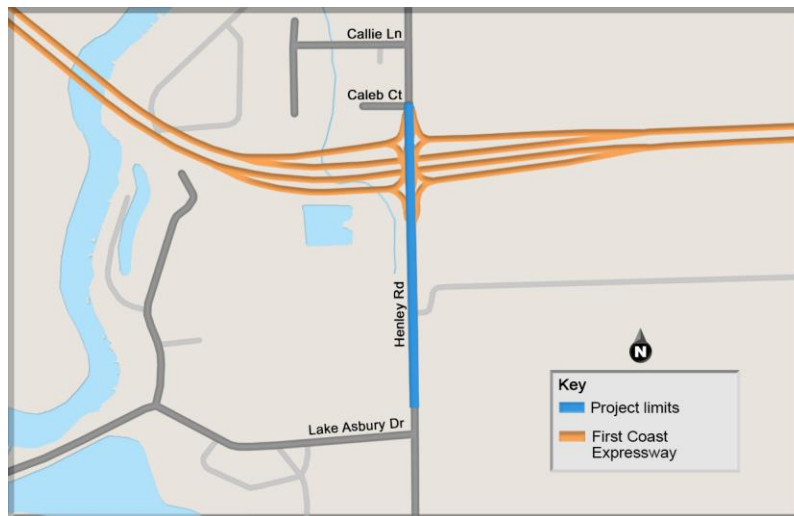 Callie Ln
Caleb Ct
Henley Rd
N
Key
Project limits
First Coast
Expressway
Lake Asbury Dr